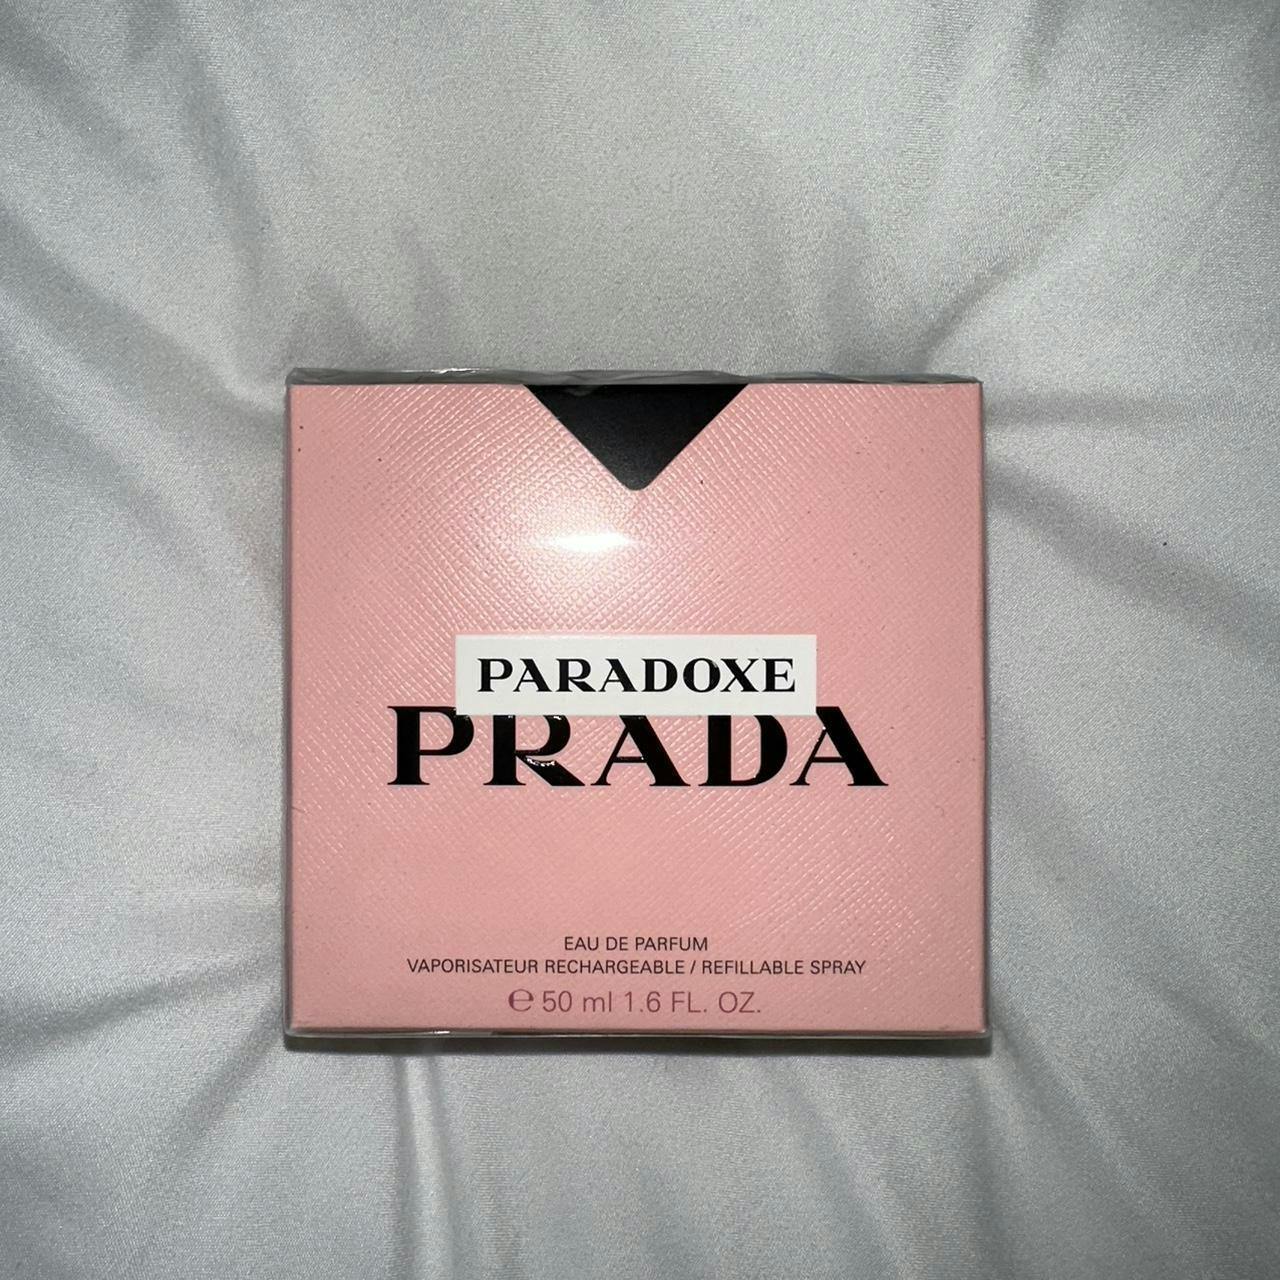 PARADOXE
PRADA
EAU DE PARFUM
VAPORISATEUR RECHARGEABLE / REFILLABLE SPRAY
℮ 50 ml 1.6 FL. OZ.